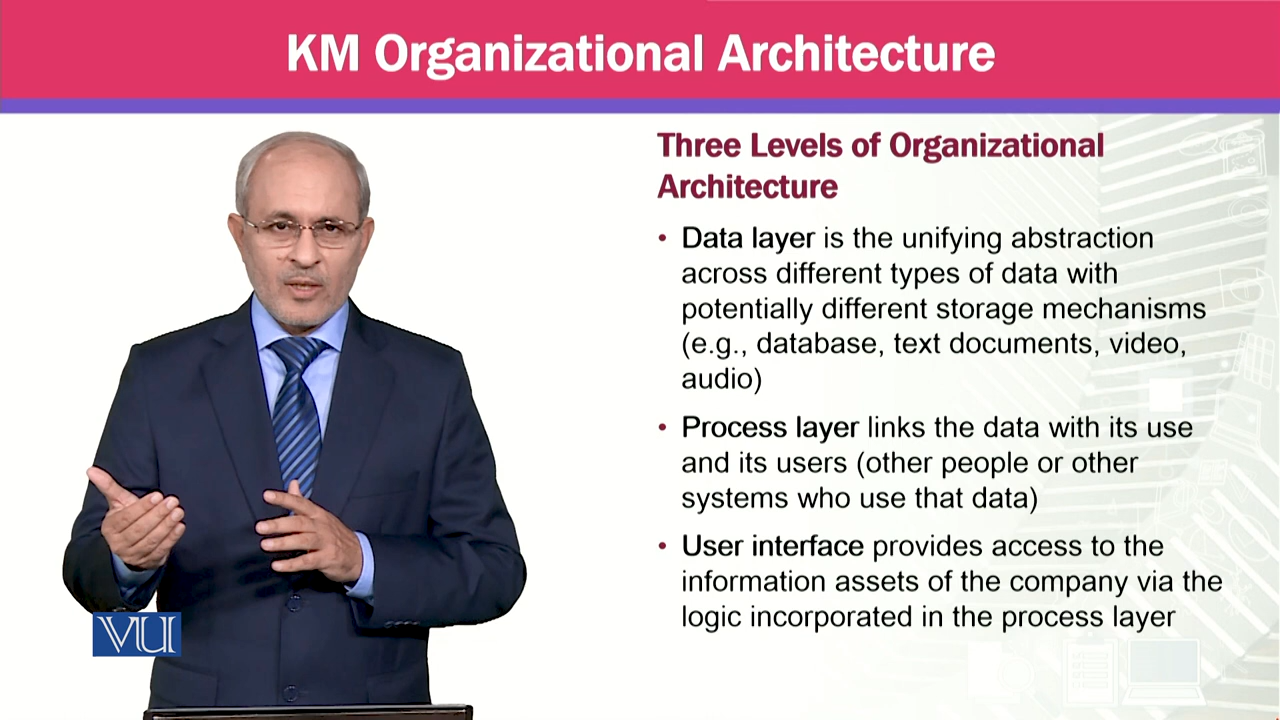 KM Organizational Architecture
Three Levels of Organizational
Architecture
• Data layer is the unifying abstraction
across different types of data with
potentially different storage mechanisms
(e.g., database, text documents, video,
audio)
• Process layer links the data with its use
and its users (other people or other
systems who use that data)
• User interface provides access to the
information assets of the company via the
logic incorporated in the process layer
VU